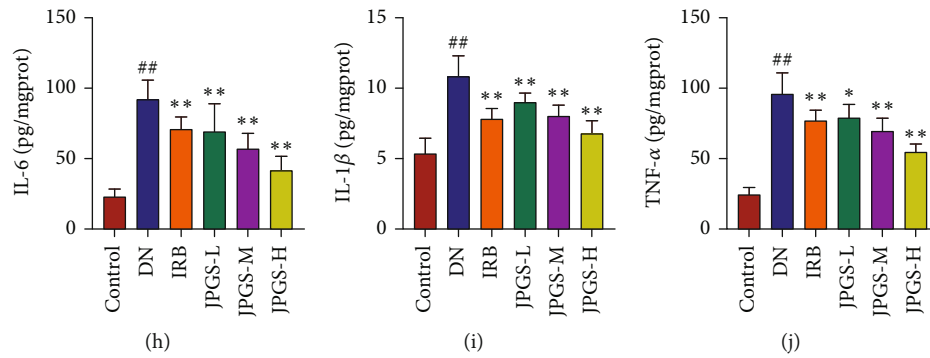 IL-6 (pg/mgprot)
150
100
50
0
##
**
**
**
**
Control
DN
IRB
JPGS-L
JPGS-M
JPGS-H
(h)
IL-1β (pg/mgprot)
15
10
5
0
##
**
**
**
**
Control
DN
IRB
JPGS-L
JPGS-M
JPGS-H
(i)
TNF-α (pg/mgprot)
150
100
50
0
##
**
*
**
**
Control
DN
IRB
JPGS-L
JPGS-M
JPGS-H
(j)